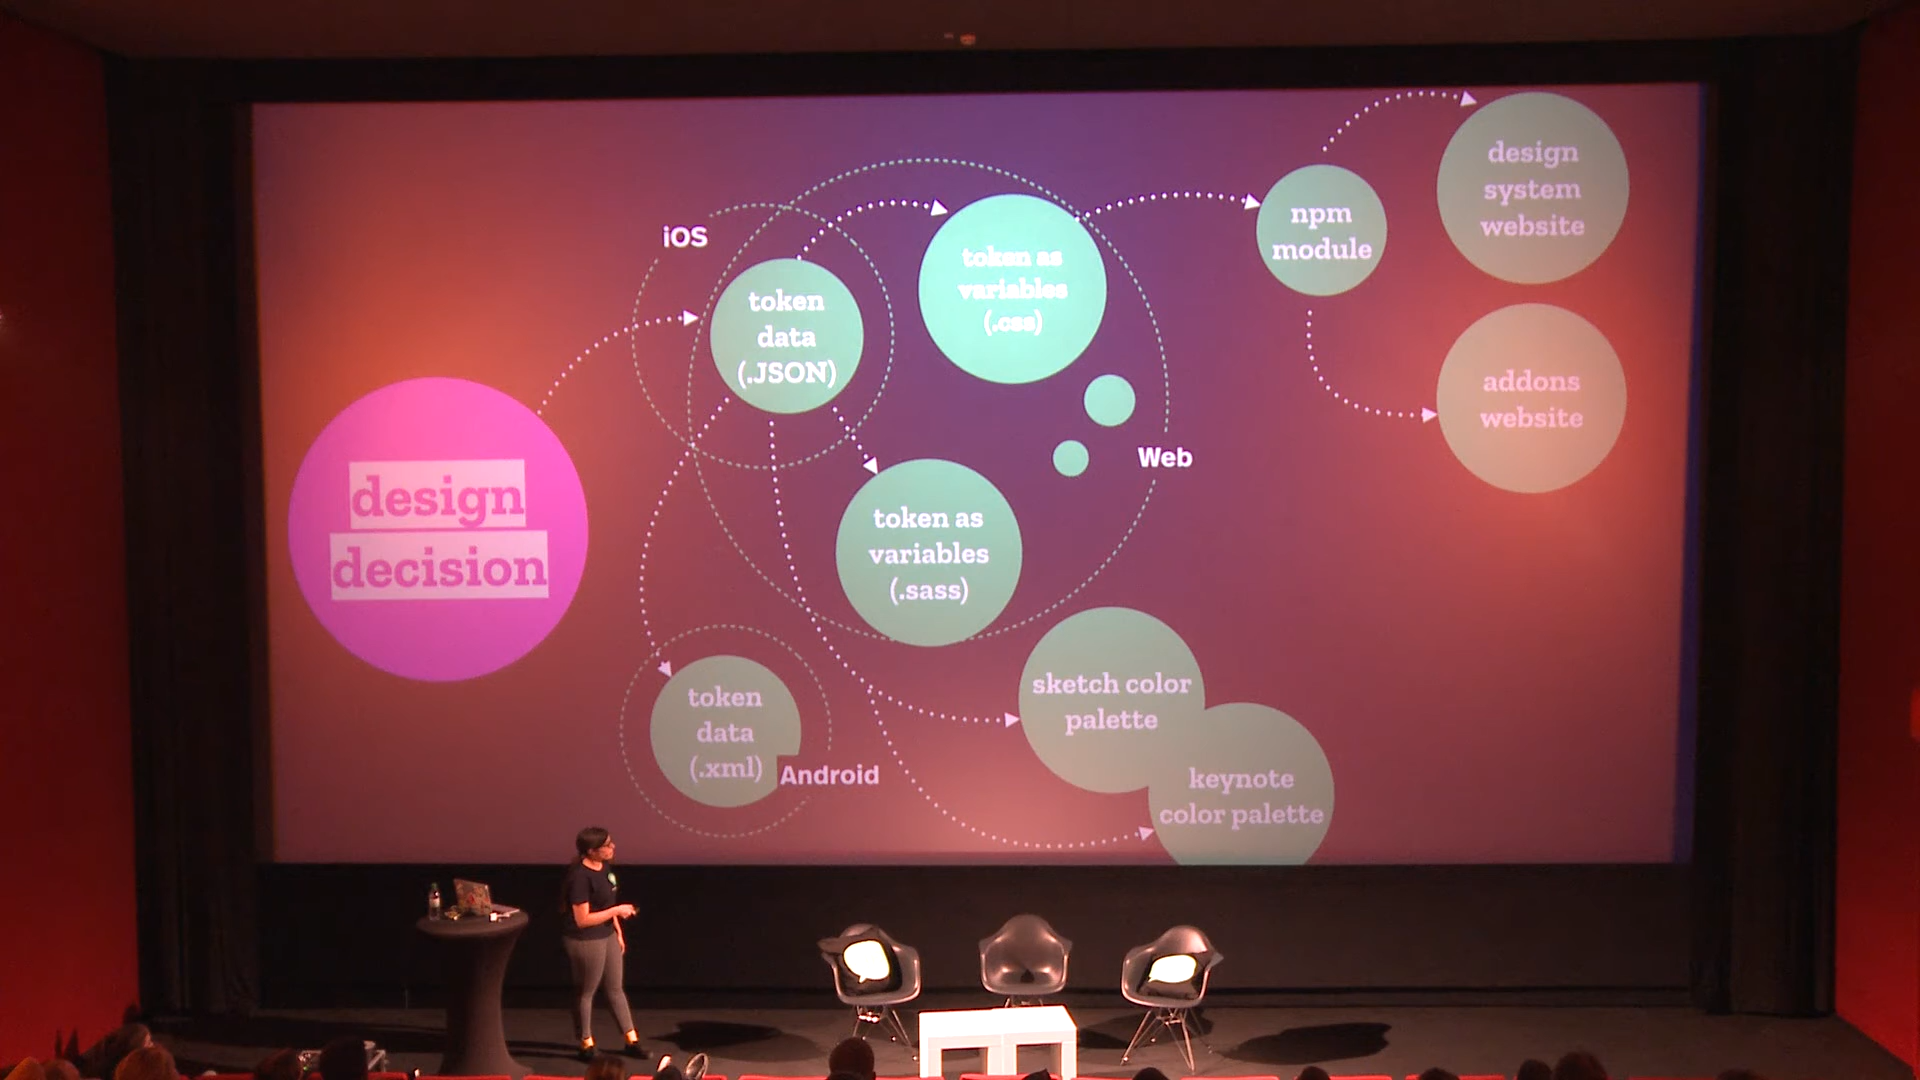 design
decision
iOS
token
data
(.JSON)
token as
variables
(.css)
token as
variables
(.sass)
Web
token
data
(.xml)
Android
sketch color
palette
keynote
color palette
npm
module
design
system
website
addons
website